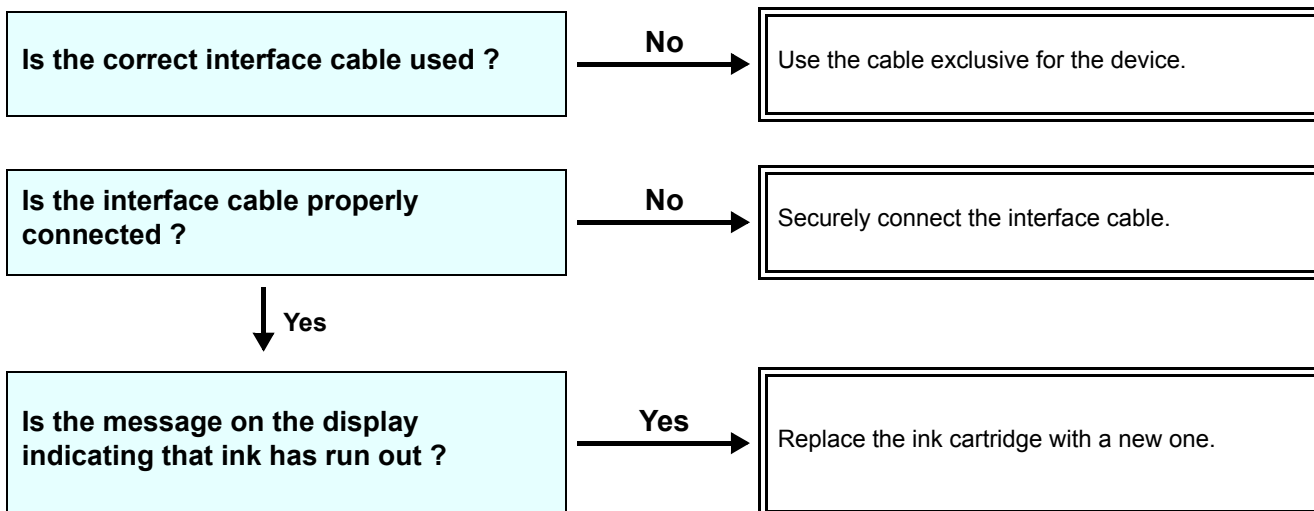 Is the correct interface cable used ?
No
Use the cable exclusive for the device.
Is the interface cable properly
connected ?
No
Securely connect the interface cable.
Yes
Is the message on the display
indicating that ink has run out ?
Yes
Replace the ink cartridge with a new one.